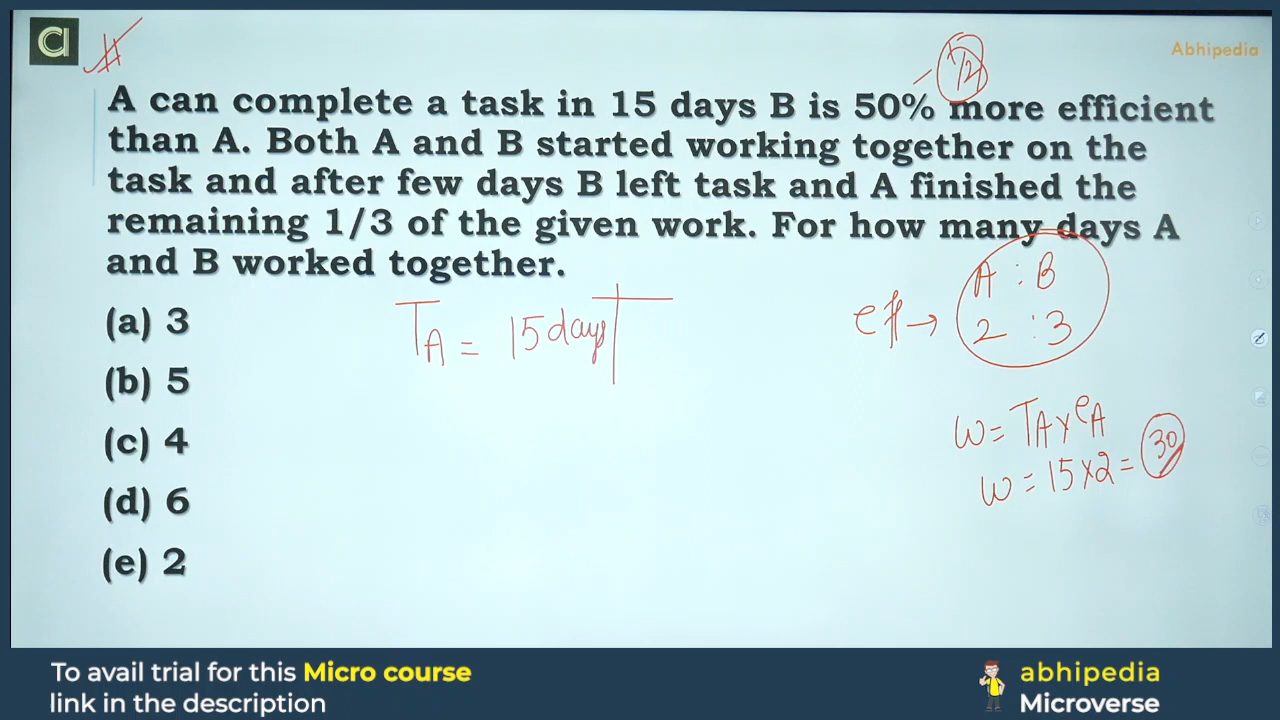 Abhipedia
1/2
A can complete a task in 15 days B is 50% more efficient
than A. Both A and B started working together on the
task and after few days B left task and A finished the
remaining 1/3 of the given work. For how many days A
and B worked together.
(a) 3
(b) 5
(c) 4
(d) 6
(e) 2
T_A = 15 days
A : B
eff → 2 : 3
W = T_A × e_A
W = 15 × 2 = 30
To avail trial for this Micro course
link in the description
abhipedia
Microverse